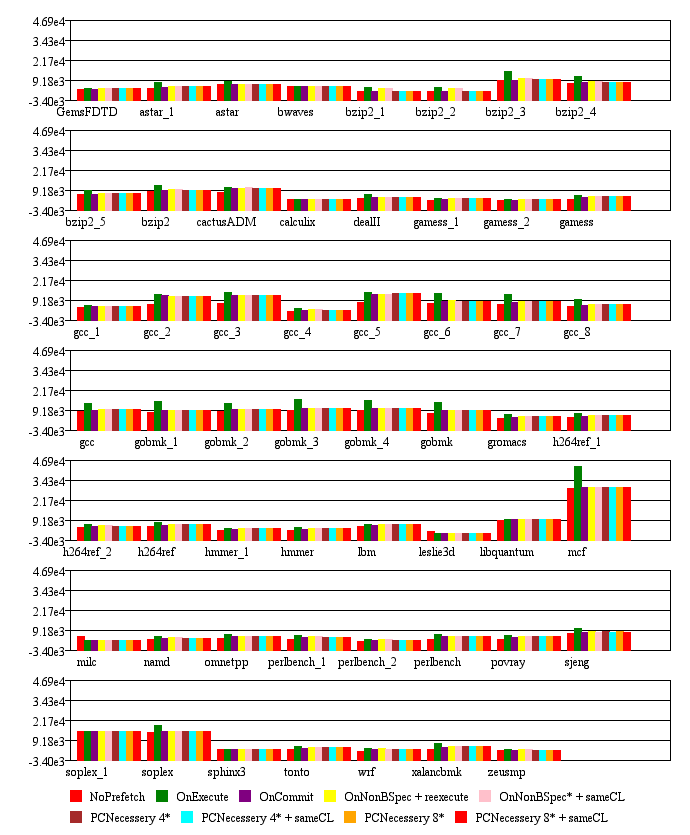 4.69e4
3.43e4
2.17e4
9.18e3
-3.40e3
GemsFDTD astar_1 astar bwaves bzip2_1 bzip2_2 bzip2_3 bzip2_4
4.69e4
3.43e4
2.17e4
9.18e3
-3.40e3
bzip2_5 bzip2 cactusADM calculix dealII gamess_1 gamess_2 gamess
4.69e4
3.43e4
2.17e4
9.18e3
-3.40e3
gcc_1 gcc_2 gcc_3 gcc_4 gcc_5 gcc_6 gcc_7 gcc_8
4.69e4
3.43e4
2.17e4
9.18e3
-3.40e3
gcc gobmk_1 gobmk_2 gobmk_3 gobmk_4 gobmk gromacs h264ref_1
4.69e4
3.43e4
2.17e4
9.18e3
-3.40e3
h264ref_2 h264ref hmmer_1 hmmer lbm leslie3d libquantum mcf
4.69e4
3.43e4
2.17e4
9.18e3
-3.40e3
milc namd omnetpp perlbench_1 perlbench_2 perlbench povray sjeng
4.69e4
3.43e4
2.17e4
9.18e3
-3.40e3
soplex_1 soplex sphinx3 tonto wrf xalancbmk zeusmp
NoPrefetch OnExecute OnCommit OnNonBSpec + reexecute OnNonBSpec* + sameCL
PCNecessery 4* PCNecessery 4* + sameCL PCNecessery 8* PCNecessery 8* + sameCL